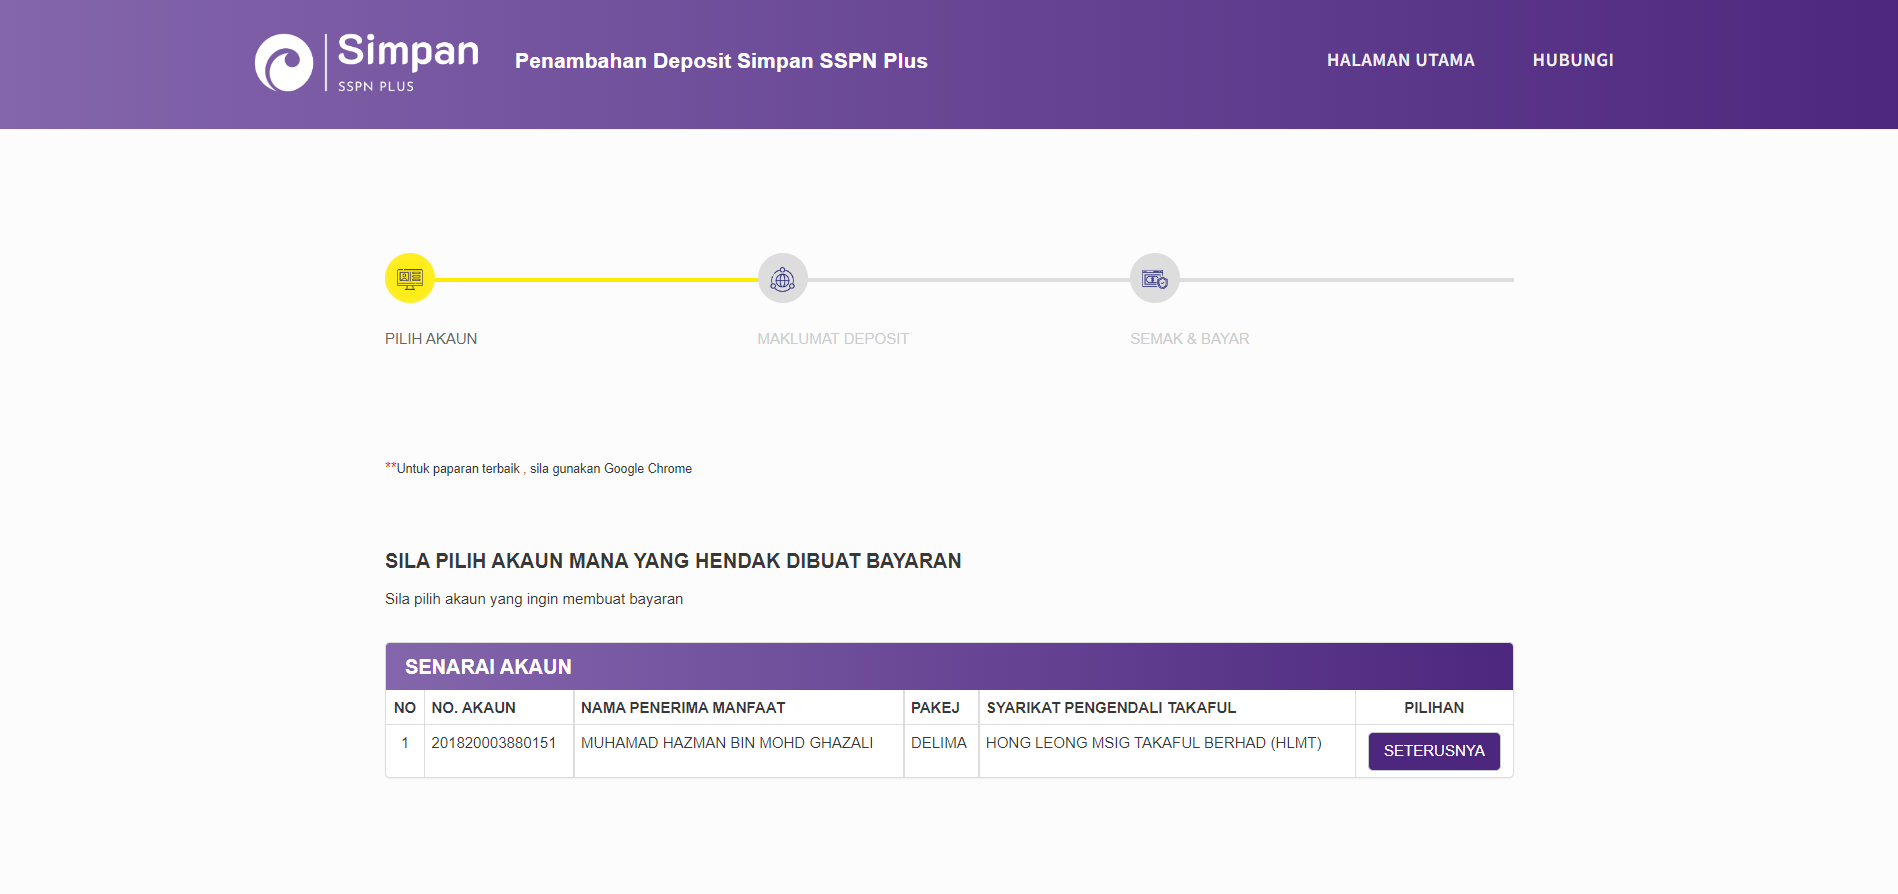 Simpan
SSPN PLUS
Penambahan Deposit Simpan SSPN Plus
HALAMAN UTAMA
HUBUNGI
PILIH AKAUN
MAKLUMAT DEPOSIT
SEMAK & BAYAR
**Untuk paparan terbaik , sila gunakan Google Chrome
SILA PILIH AKAUN MANA YANG HENDAK DIBUAT BAYARAN
Sila pilih akaun yang ingin membuat bayaran
SENARAI AKAUN
NO NO. AKAUN NAMA PENERIMA MANFAAT PAKEJ SYARIKAT PENGENDALI TAKAFUL PILIHAN
1 201820003880151 MUHAMAD HAZMAN BIN MOHD GHAZALI DELIMA HONG LEONG MSIG TAKAFUL BERHAD (HLMT) SETERUSNYA